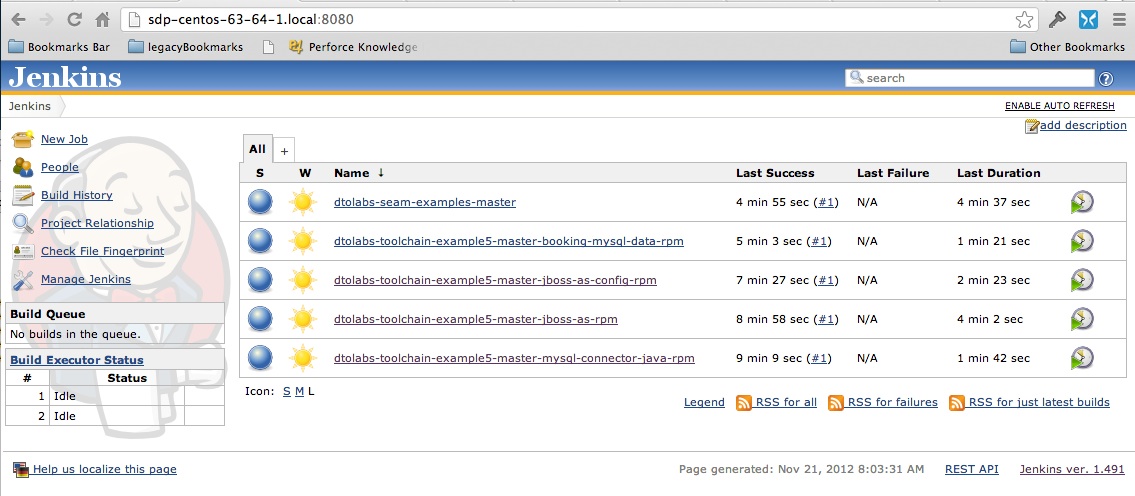 sdp-centos-63-64-1.local:8080
Bookmarks Bar legacyBookmarks Perforce Knowledge Other Bookmarks
Jenkins search ?
Jenkins ENABLE AUTO REFRESH
add description
New Job
People
Build History
Project Relationship
Check File Fingerprint
Manage Jenkins
Build Queue
No builds in the queue.
Build Executor Status
# Status
1 Idle
2 Idle
All +
S W Name ↓ Last Success Last Failure Last Duration
dtolabs-seam-examples-master 4 min 55 sec (#1) N/A 4 min 37 sec
dtolabs-toolchain-example5-master-booking-mysql-data-rpm 5 min 3 sec (#1) N/A 1 min 21 sec
dtolabs-toolchain-example5-master-jboss-as-config-rpm 7 min 27 sec (#1) N/A 2 min 23 sec
dtolabs-toolchain-example5-master-jboss-as-rpm 8 min 58 sec (#1) N/A 4 min 2 sec
dtolabs-toolchain-example5-master-mysql-connector-java-rpm 9 min 9 sec (#1) N/A 1 min 42 sec
Icon: S M L
Legend RSS for all RSS for failures RSS for just latest builds
Help us localize this page Page generated: Nov 21, 2012 8:03:31 AM REST API Jenkins ver. 1.491